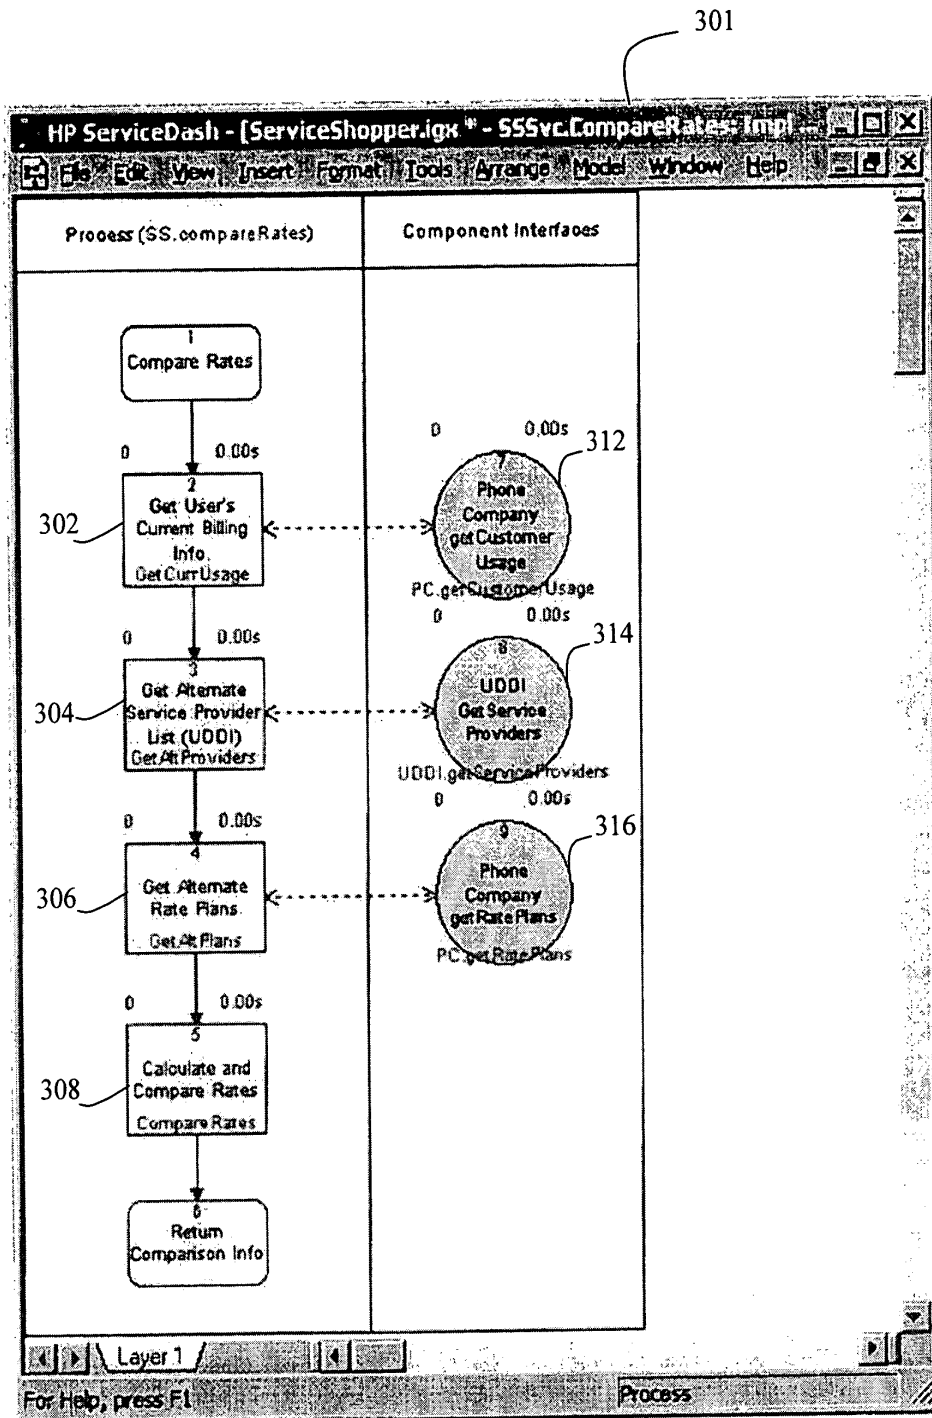 301
HP ServiceDash - [ServiceShopper.igx * - SSSvc.CompareRates: Impl
File Edit View Insert Format Tools Arrange Model Window Help
Process (SS.compareRates)
Component Interfaces
1
Compare Rates
0 0.00s
302
2
Get User's
Current Billing
Info.
GetCurrUsage
0 0.00s
312
7
Phone
Company
getCustomer
Usage
PC.getCustomerUsage
0 0.00s
304
3
Get Alternate
Service Provider
List (UDDI)
GetAltProviders
0 0.00s
314
8
UDDI
GetService
Providers
UDDI.getServiceProviders
0 0.00s
306
4
Get Alternate
Rate Plans.
GetAltPlans
0 0.00s
316
9
Phone
Company
getRatePlans
PC.getRatePlans
0 0.00s
308
5
Calculate and
Compare Rates
CompareRates
6
Return
Comparison Info
Layer 1
For Help, press F1
Process